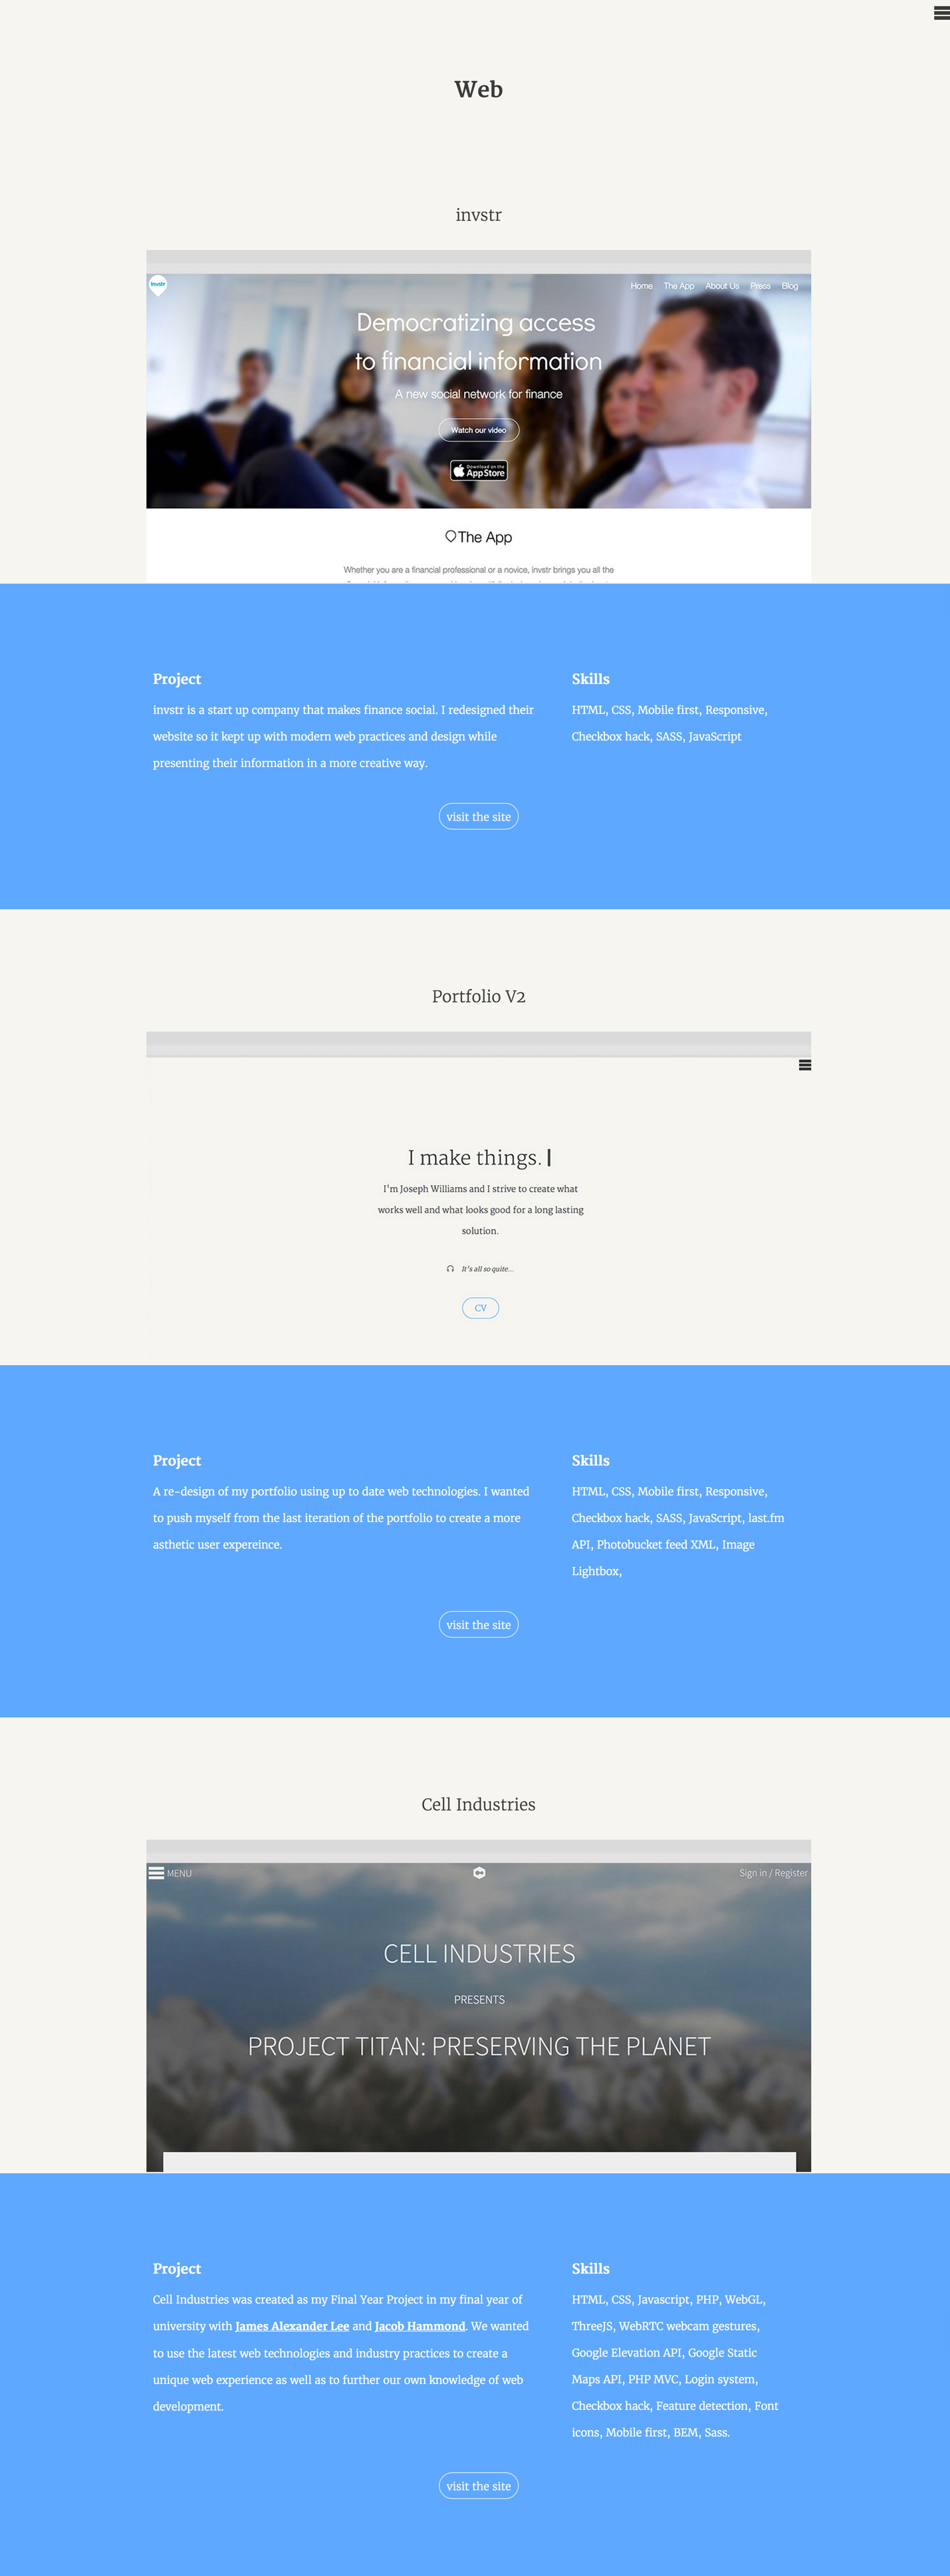 Web
invstr
invstr
Home The App About Us Press Blog
Democratizing access
to financial information
A new social network for finance
Watch our video
Download on the
App Store
The App
Whether you are a financial professional or a novice, invstr brings you all the
Project
invstr is a start up company that makes finance social. I redesigned their
website so it kept up with modern web practices and design while
presenting their information in a more creative way.
Skills
HTML, CSS, Mobile first, Responsive,
Checkbox hack, SASS, JavaScript
visit the site
Portfolio V2
I make things.
I'm Joseph Williams and I strive to create what
works well and what looks good for a long lasting
solution.
It's all so quite...
CV
Project
A re-design of my portfolio using up to date web technologies. I wanted
to push myself from the last iteration of the portfolio to create a more
asthetic user expereince.
Skills
HTML, CSS, Mobile first, Responsive,
Checkbox hack, SASS, JavaScript, last.fm
API, Photobucket feed XML, Image
Lightbox,
visit the site
Cell Industries
MENU
Sign in / Register
CELL INDUSTRIES
PRESENTS
PROJECT TITAN: PRESERVING THE PLANET
Project
Cell Industries was created as my Final Year Project in my final year of
university with James Alexander Lee and Jacob Hammond. We wanted
to use the latest web technologies and industry practices to create a
unique web experience as well as to further our own knowledge of web
development.
Skills
HTML, CSS, Javascript, PHP, WebGL,
ThreeJS, WebRTC webcam gestures,
Google Elevation API, Google Static
Maps API, PHP MVC, Login system,
Checkbox hack, Feature detection, Font
icons, Mobile first, BEM, Sass.
visit the site